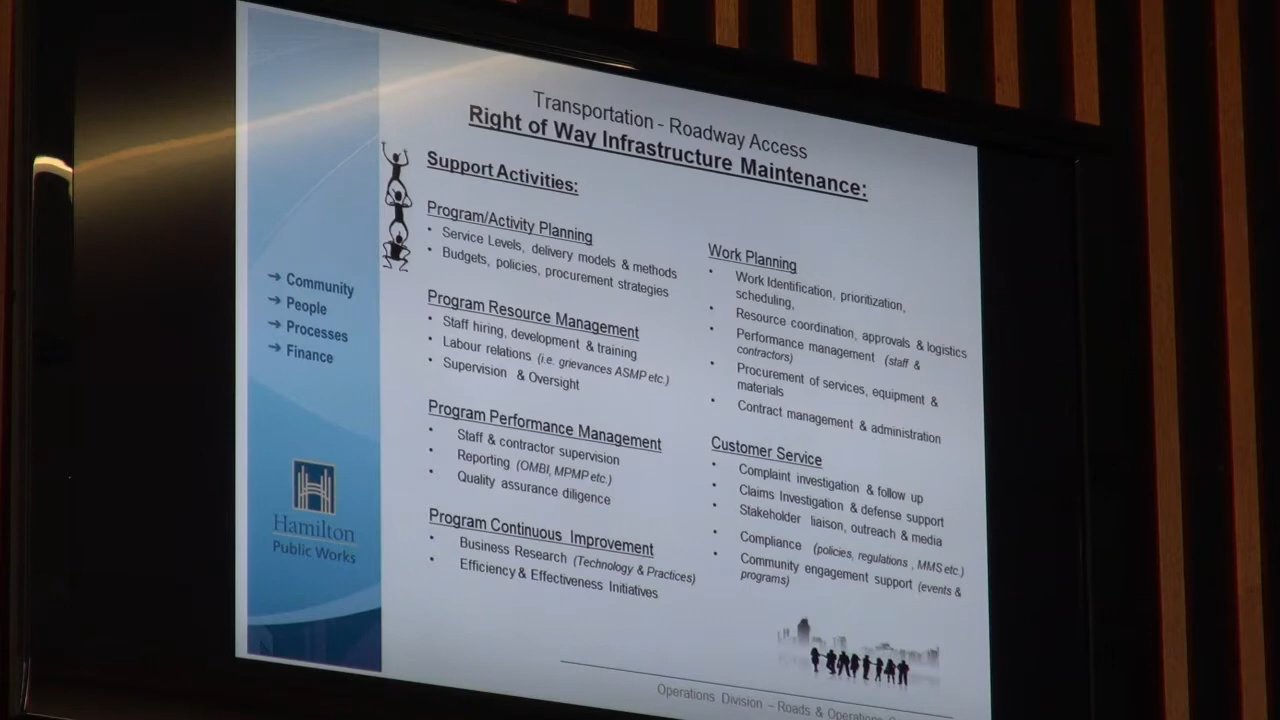 Transportation - Roadway Access
Right of Way Infrastructure Maintenance:
Support Activities:
Program/Activity Planning
• Service Levels, delivery models & methods
• Budgets, policies, procurement strategies
Program Resource Management
• Staff hiring, development & training
• Labour relations (i.e. grievances ASMP etc.)
• Supervision & Oversight
Program Performance Management
• Staff & contractor supervision
• Reporting (OMBI, MPMP etc.)
• Quality assurance diligence
Program Continuous Improvement
• Business Research (Technology & Practices)
• Efficiency & Effectiveness Initiatives
Work Planning
• Work Identification, prioritization,
scheduling,
• Resource coordination, approvals & logistics
• Performance management (staff &
contractors)
• Procurement of services, equipment &
materials
• Contract management & administration
Customer Service
• Complaint investigation & follow up
• Claims Investigation & defense support
• Stakeholder liaison, outreach & media
• Compliance (policies, regulations , MMS etc.)
• Community engagement support (events &
programs)
→ Community
→ People
→ Processes
→ Finance
Hamilton
Public Works
Operations Division – Roads & Operations